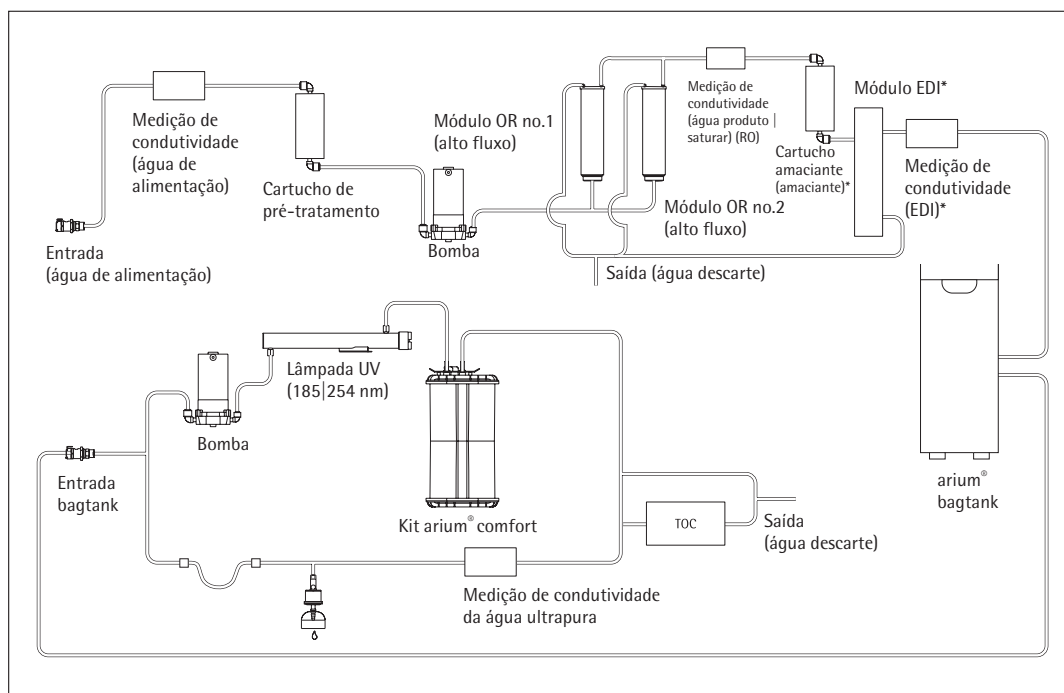 Medição de
condutividade
(água de
alimentação)
Cartucho de
pré-tratamento
Entrada
(água de alimentação)
Módulo OR no.1
(alto fluxo)
Bomba
Medição de
condutividade
(água produto |
saturar) (RO)
Módulo OR no.2
(alto fluxo)
Saída (água descarte)
Cartucho
amaciante
(amaciante)*
Módulo EDI*
Medição de
condutividade
(EDI)*
Lâmpada UV
(185|254 nm)
Bomba
Entrada
bagtank
Kit arium® comfort
TOC
Saída
(água descarte)
arium®
bagtank
Medição de condutividade
da água ultrapura